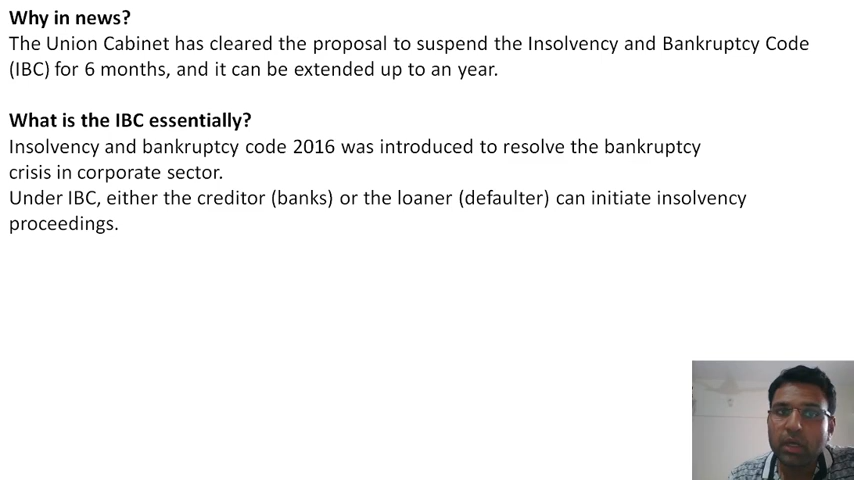 Why in news?
The Union Cabinet has cleared the proposal to suspend the Insolvency and Bankruptcy Code
(IBC) for 6 months, and it can be extended up to an year.
What is the IBC essentially?
Insolvency and bankruptcy code 2016 was introduced to resolve the bankruptcy
crisis in corporate sector.
Under IBC, either the creditor (banks) or the loaner (defaulter) can initiate insolvency
proceedings.